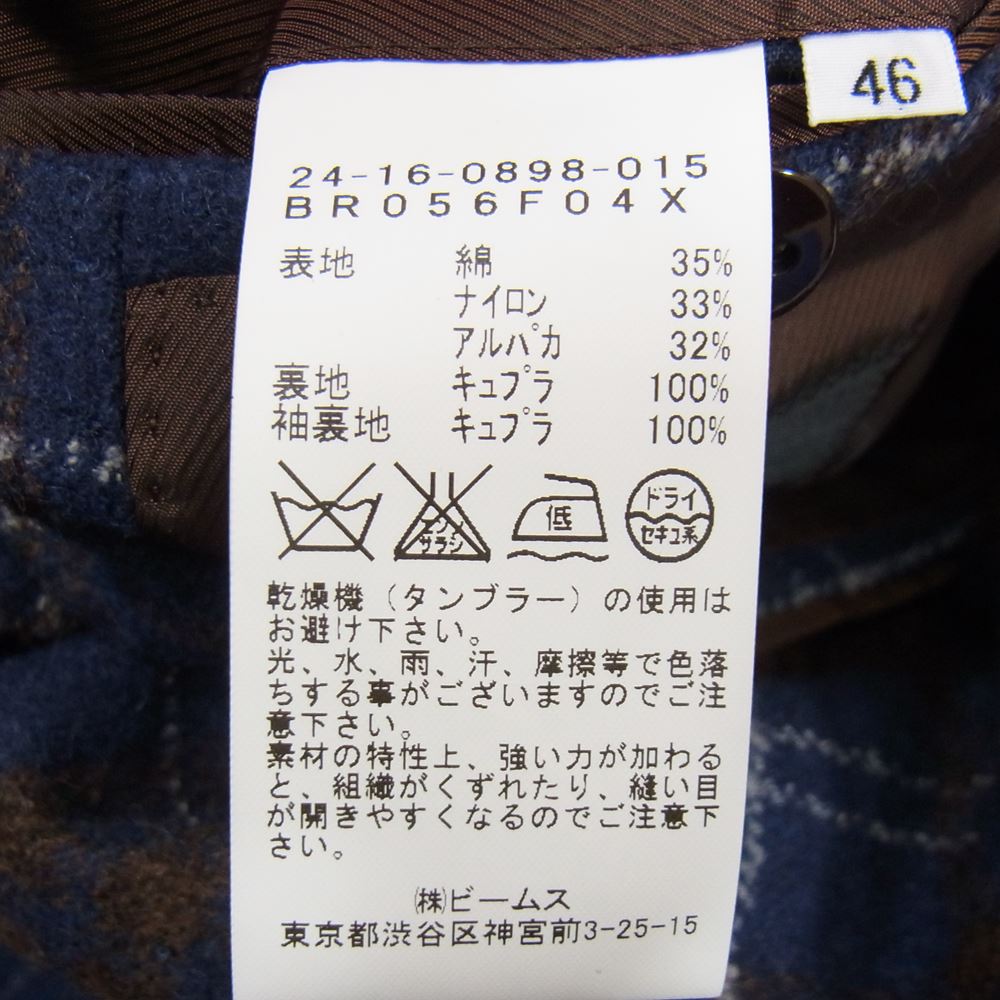 46
24-16-0898-015
BR056F04X
表地 綿 35%
ナイロン 33%
アルパカ 32%
裏地 キュプラ 100%
袖裏地 キュプラ 100%
エンソ サラシ 低 ドライ セキユ系
乾燥機（タンブラー）の使用は
お避け下さい。
光、水、雨、汗、摩擦等で色落
ちする事がございますのでご注
意下さい。
素材の特性上、強い力が加わる
と、組織がくずれたり、縫い目
が開きやすくなるのでご注意下
さい。
㈱ビームス
東京都渋谷区神宮前3-25-15